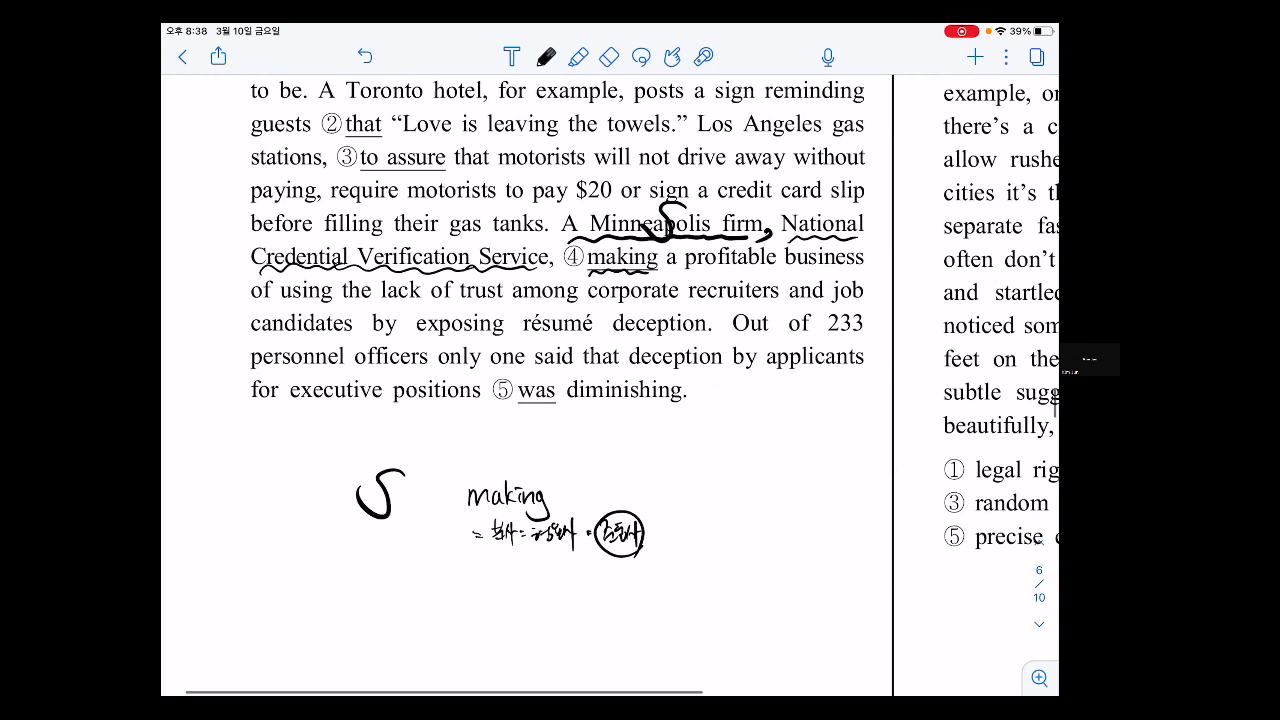 오후 8:38 3월 10일 금요일
39%
T
to be. A Toronto hotel, for example, posts a sign reminding
guests ②that “Love is leaving the towels.” Los Angeles gas
stations, ③to assure that motorists will not drive away without
paying, require motorists to pay $20 or sign a credit card slip
before filling their gas tanks. A Minneapolis firm, National
S
Credential Verification Service, ④making a profitable business
of using the lack of trust among corporate recruiters and job
candidates by exposing résumé deception. Out of 233
personnel officers only one said that deception by applicants
for executive positions ⑤was diminishing.
S making
example, or
there’s a c
allow rushe
cities it’s th
separate fas
often don’t
and startled
noticed som
feet on the
subtle sugg
beautifully,
① legal rig
③ random
⑤ precise
6
/
10